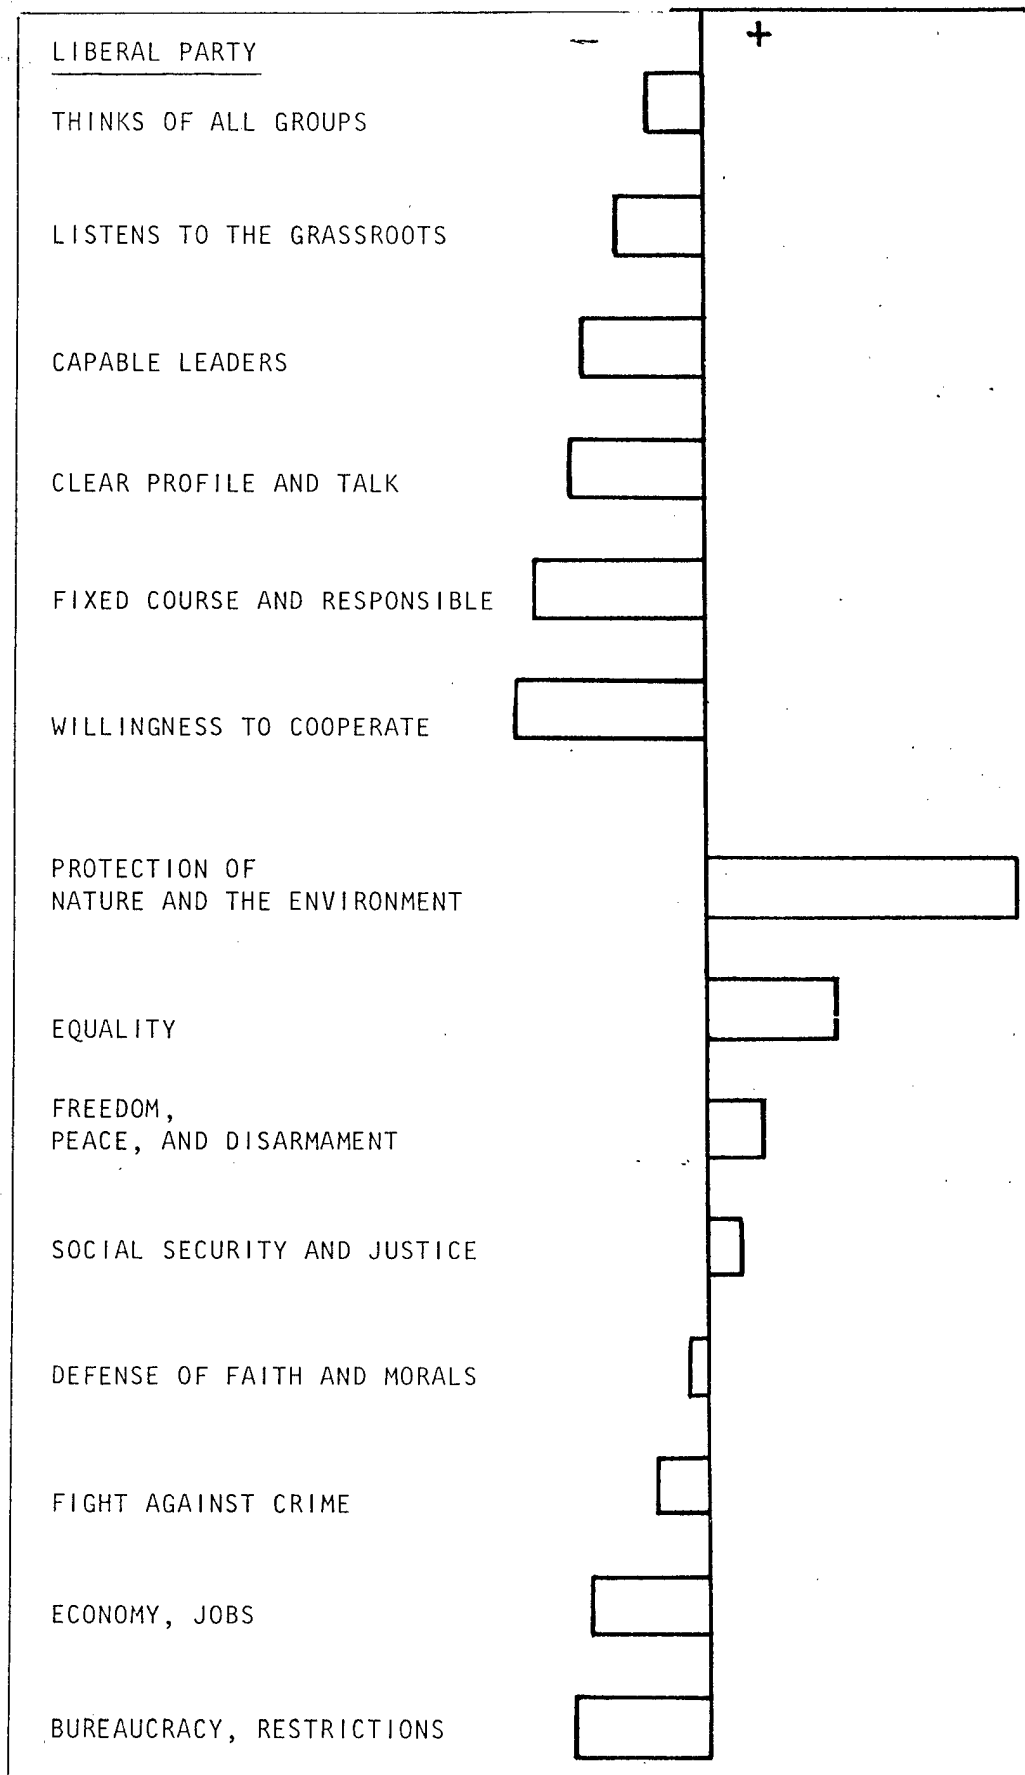 − +
LIBERAL PARTY
THINKS OF ALL GROUPS
LISTENS TO THE GRASSROOTS
CAPABLE LEADERS
CLEAR PROFILE AND TALK
FIXED COURSE AND RESPONSIBLE
WILLINGNESS TO COOPERATE
PROTECTION OF
NATURE AND THE ENVIRONMENT
EQUALITY
FREEDOM,
PEACE, AND DISARMAMENT
SOCIAL SECURITY AND JUSTICE
DEFENSE OF FAITH AND MORALS
FIGHT AGAINST CRIME
ECONOMY, JOBS
BUREAUCRACY, RESTRICTIONS